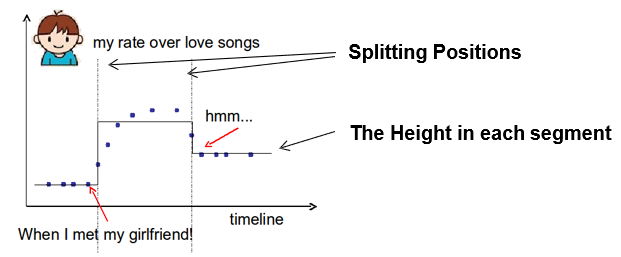 my rate over love songs
Splitting Positions
hmm...
The Height in each segment
timeline
When I met my girlfriend!